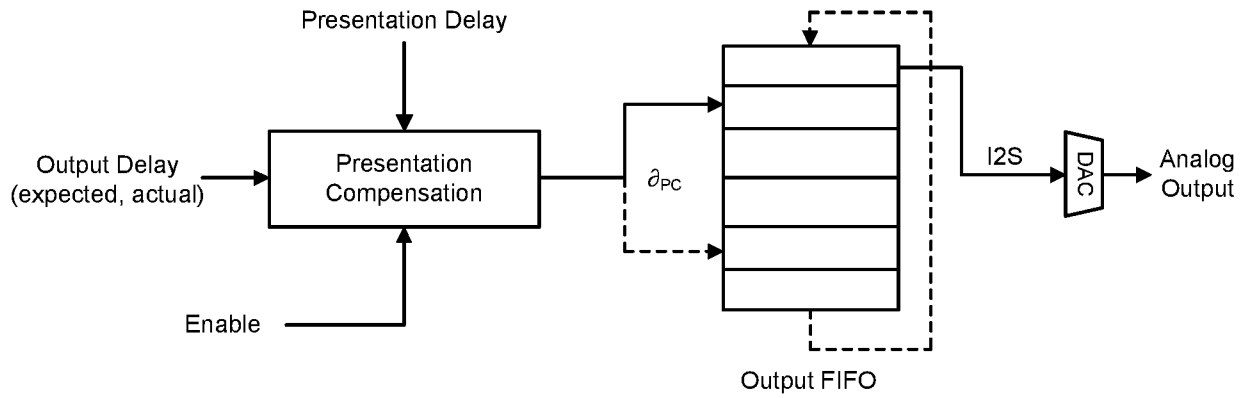 Presentation Delay
Output Delay
(expected, actual)
Presentation
Compensation
∂PC
I2S
DAC
Analog
Output
Enable
Output FIFO